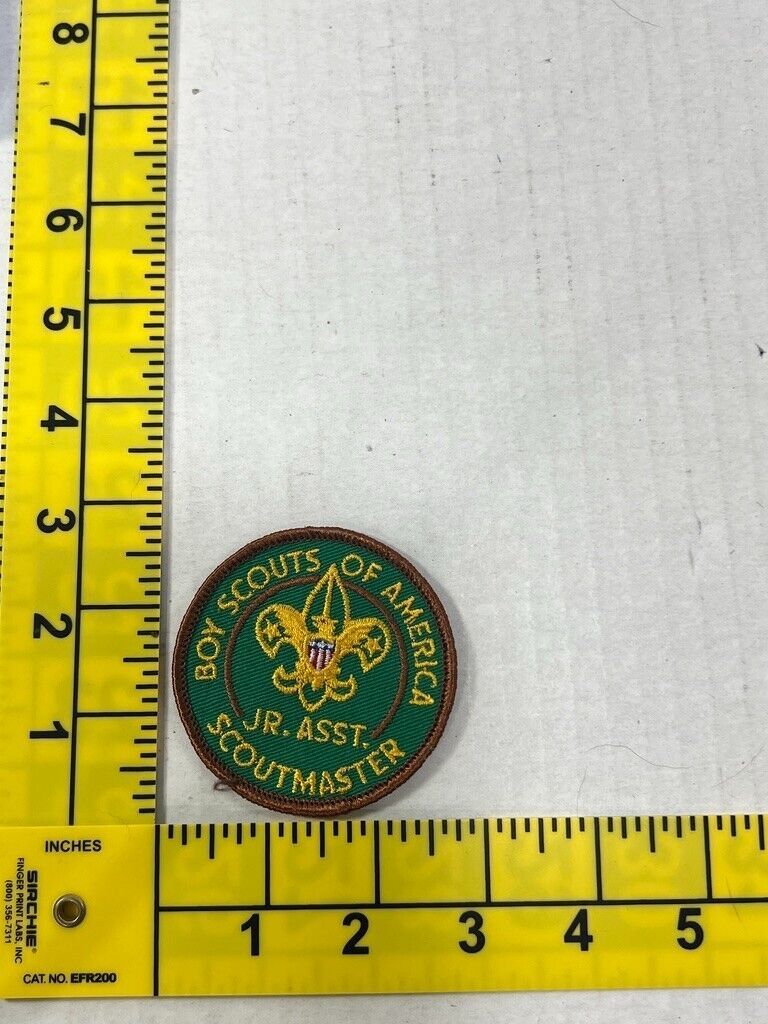 8
7
6
5
4
3
2
1
BOY SCOUTS OF AMERICA
JR. ASST.
SCOUTMASTER
INCHES
SIRCHIE®
FINGER PRINT LABS, INC
(800) 356-7311
CAT. NO. EFR200
1 2 3 4 5